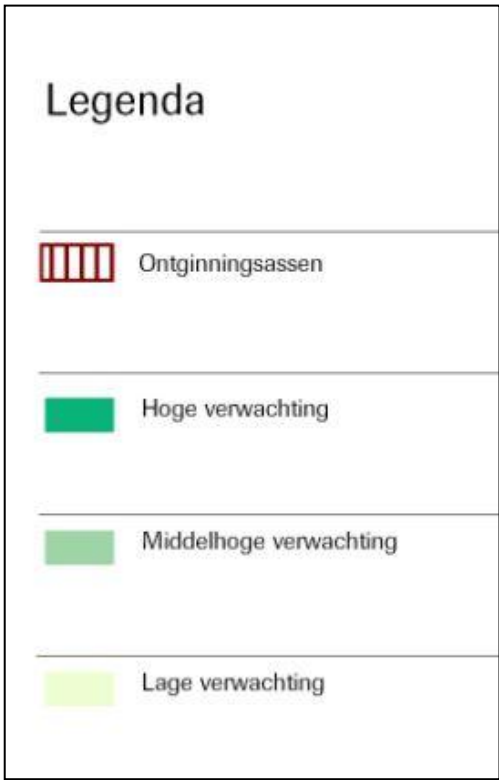 Legenda
Ontginningsassen
Hoge verwachting
Middelhoge verwachting
Lage verwachting